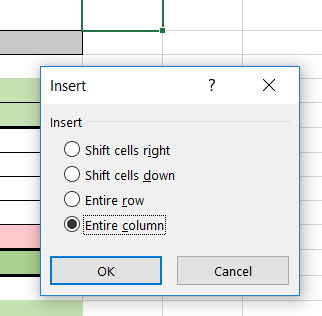 Insert ?
Insert
Shift cells right
Shift cells down
Entire row
Entire column
OK Cancel